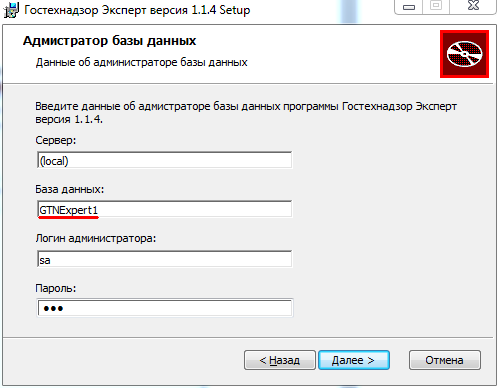 Гостехнадзор Эксперт версия 1.1.4 Setup
Адмистратор базы данных
Данные об администраторе базы данных
Введите данные об адмистраторе базы данных программы Гостехнадзор Эксперт
версия 1.1.4.
Сервер:
(local)
База данных:
GTNExpert1
Логин администратора:
sa
Пароль:
●●●
< Назад
Далее >
Отмена